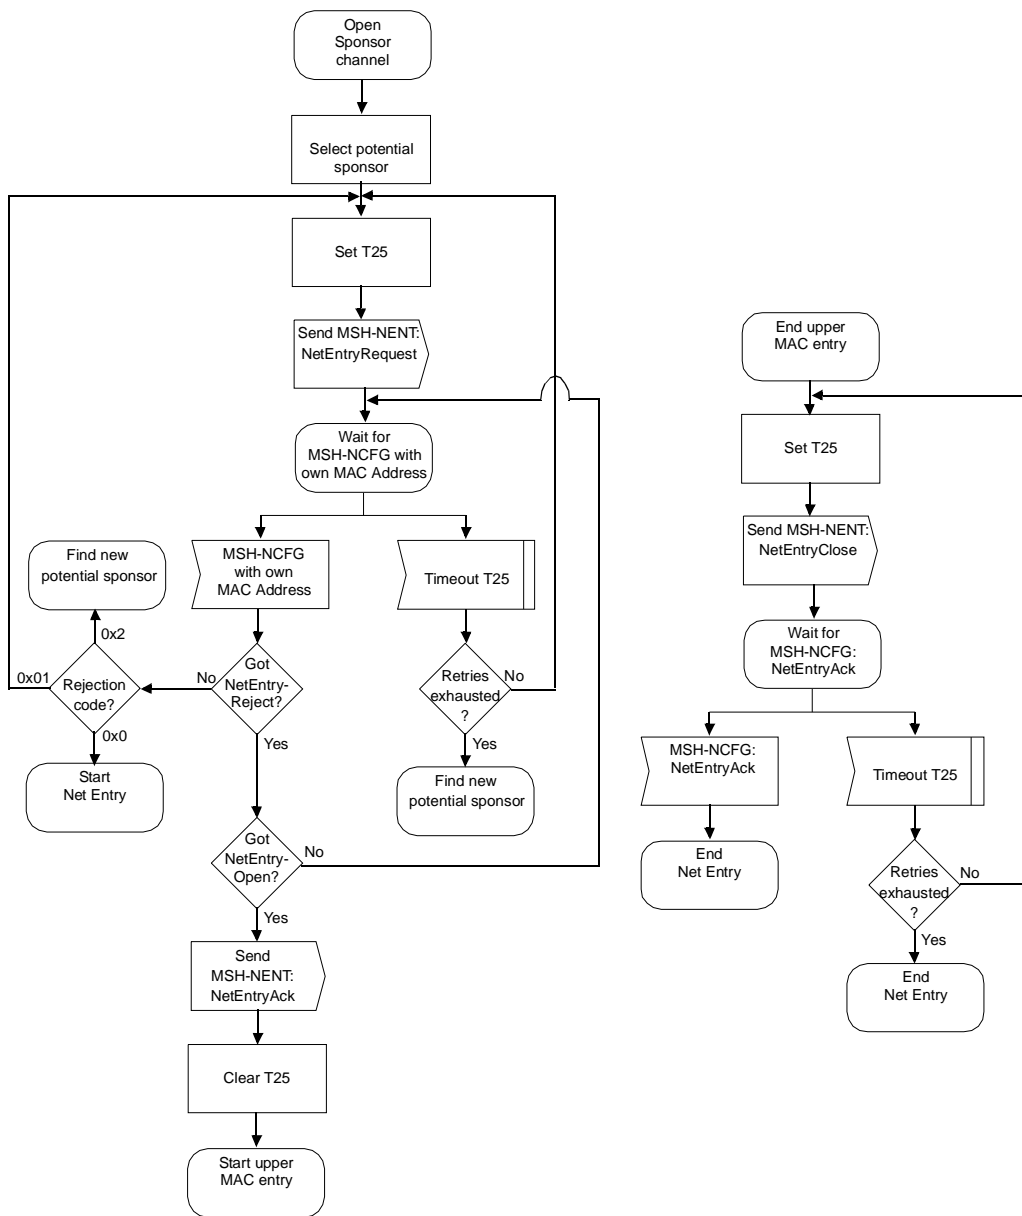 Open
Sponsor
channel
Select potential
sponsor
Set T25
Send MSH-NENT:
NetEntryRequest
Wait for
MSH-NCFG with
own MAC Address
MSH-NCFG
with own
MAC Address
Timeout T25
Find new
potential sponsor
0x2
0x01
Rejection
code?
0x0
Start
Net Entry
No
Got
NetEntry-
Reject?
Yes
Retries
exhausted
?
No
Yes
Find new
potential sponsor
Got
NetEntry-
Open?
No
Yes
Send
MSH-NENT:
NetEntryAck
Clear T25
Start upper
MAC entry
End upper
MAC entry
Set T25
Send MSH-NENT:
NetEntryClose
Wait for
MSH-NCFG:
NetEntryAck
MSH-NCFG:
NetEntryAck
Timeout T25
End
Net Entry
Retries
exhausted
?
No
Yes
End
Net Entry